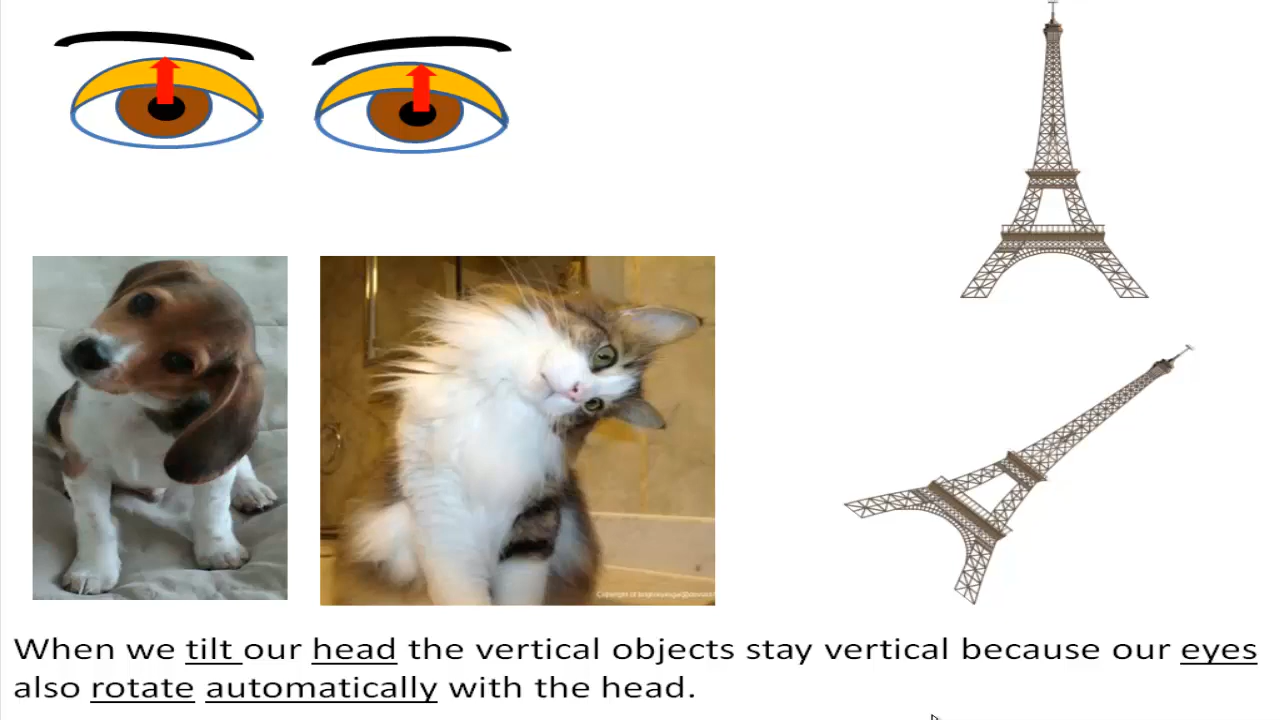 When we tilt our head the vertical objects stay vertical because our eyes
also rotate automatically with the head.